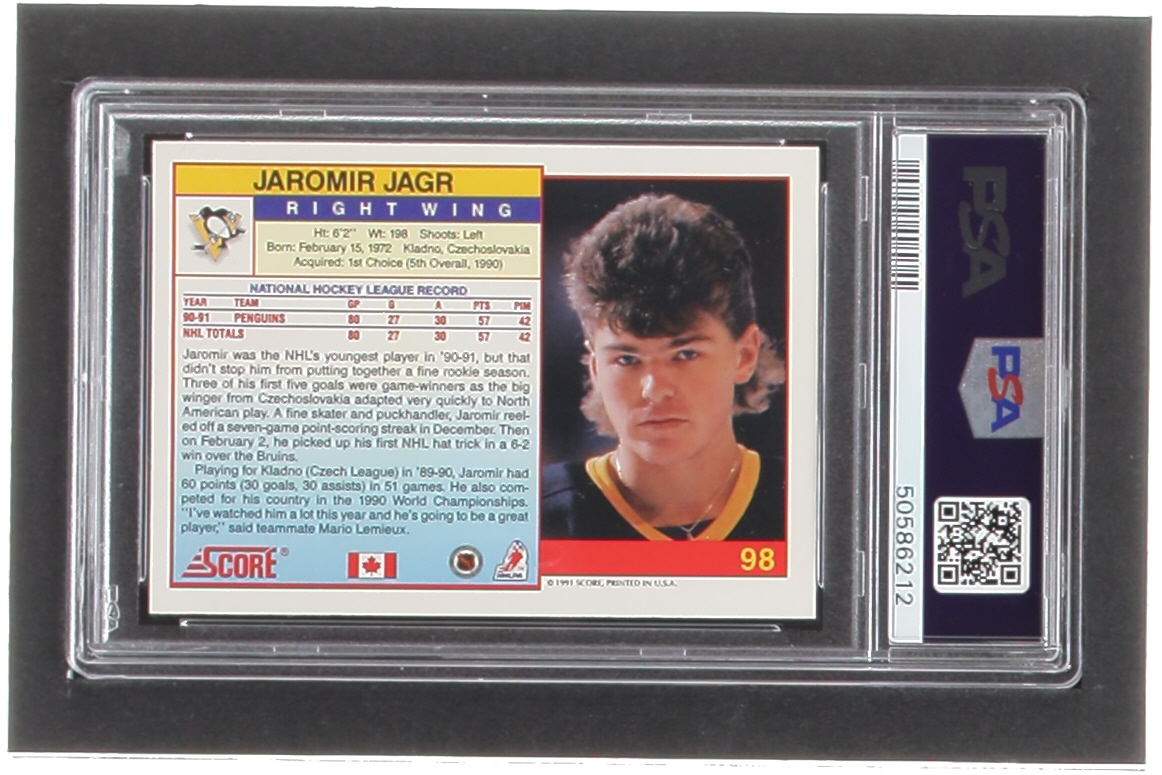 JAROMIR JAGR
RIGHT WING
Ht: 6'2" Wt: 198 Shoots: Left
Born: February 15, 1972 Kladno, Czechoslovakia
Acquired: 1st Choice (5th Overall, 1990)
NATIONAL HOCKEY LEAGUE RECORD
YEAR TEAM GP G A PTS PIM
90-91 PENGUINS 80 27 30 57 42
NHL TOTALS 80 27 30 57 42
Jaromir was the NHL's youngest player in '90-91, but that
didn't stop him from putting together a fine rookie season.
Three of his first five goals were game-winners as the big
winger from Czechoslovakia adapted very quickly to North
American play. A fine skater and puckhandler, Jaromir reel-
ed off a seven-game point-scoring streak in December. Then
on February 2, he picked up his first NHL hat trick in a 6-2
win over the Bruins.
Playing for Kladno (Czech League) in '89-90, Jaromir had
60 points (30 goals, 30 assists) in 51 games. He also com-
peted for his country in the 1990 World Championships.
"I've watched him a lot this year and he's going to be a great
player," said teammate Mario Lemieux.
SCORE®
98
© 1991 SCORE, PRINTED IN U.S.A.
PSA
PSA
50586212